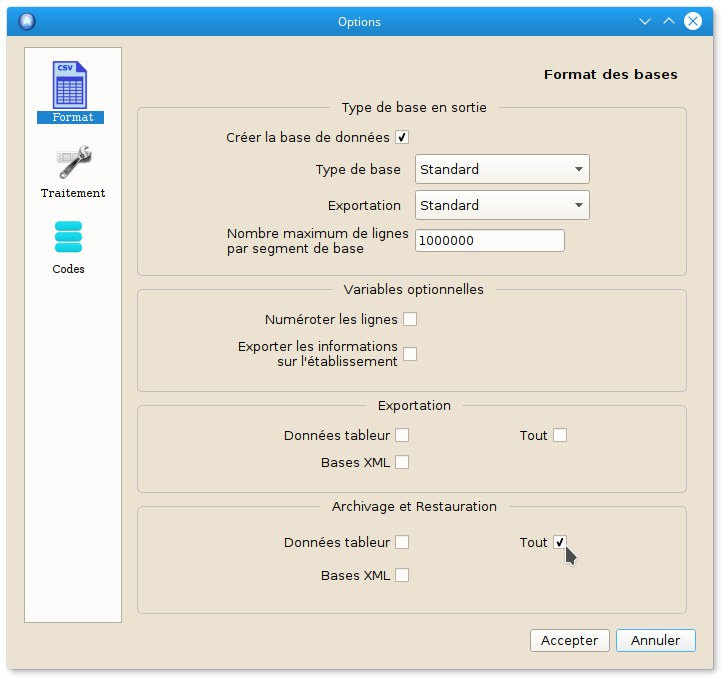 Options
CSV
Format
Traitement
Codes
Format des bases
Type de base en sortie
Créer la base de données
Type de base Standard
Exportation Standard
Nombre maximum de lignes
par segment de base 1000000
Variables optionnelles
Numéroter les lignes
Exporter les informations
sur l'établissement
Exportation
Données tableur Tout
Bases XML
Archivage et Restauration
Données tableur Tout
Bases XML
Accepter Annuler